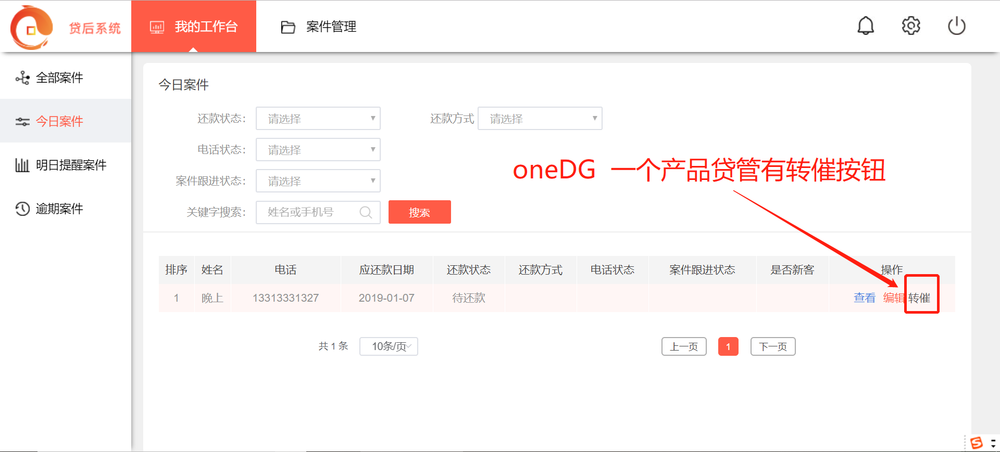 贷后系统
我的工作台
案件管理
全部案件
今日案件
明日提醒案件
逾期案件
今日案件
还款状态： 请选择
还款方式 请选择
电话状态： 请选择
案件跟进状态： 请选择
关键字搜索： 姓名或手机号 搜索
oneDG 一个产品贷管有转催按钮
排序 姓名 电话 应还款日期 还款状态 还款方式 电话状态 案件跟进状态 是否新客 操作
1 晚上 13313331327 2019-01-07 待还款 查看 编辑 转催
共 1 条 10条/页 上一页 1 下一页